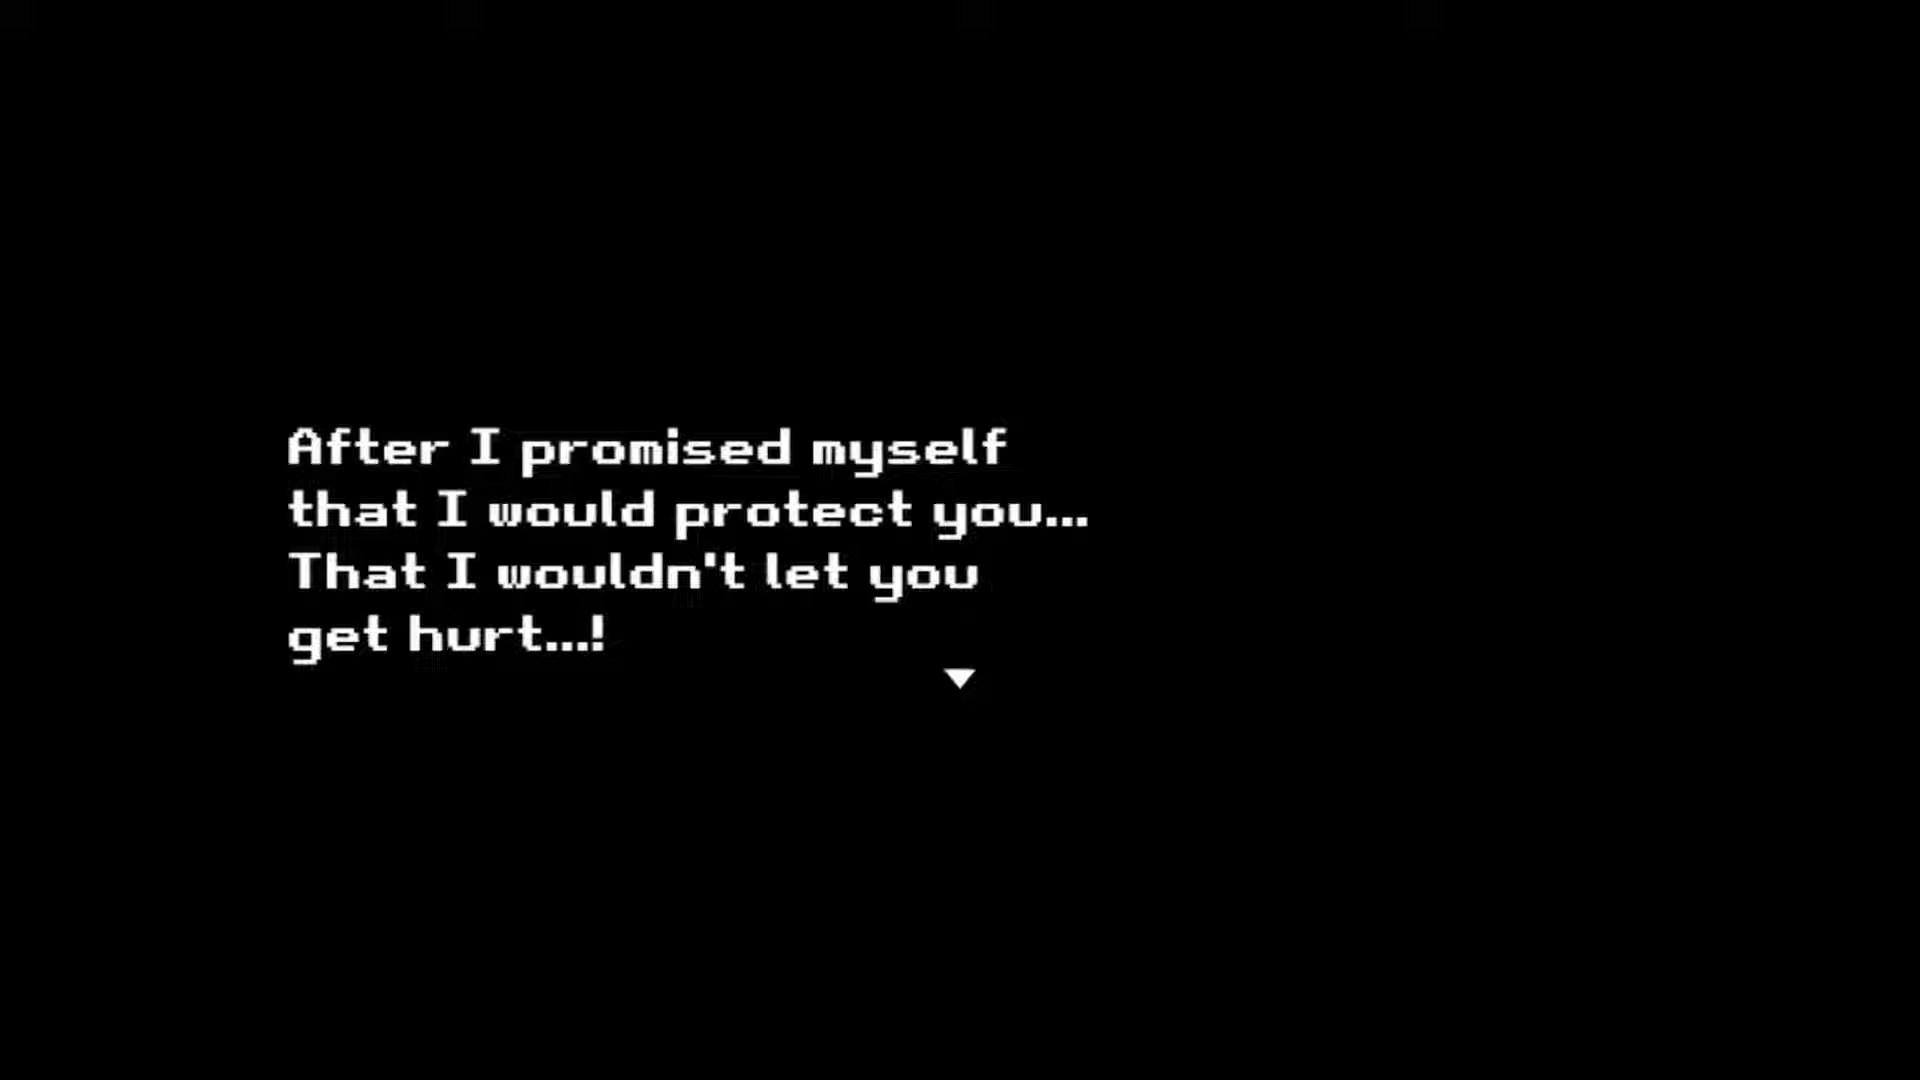 After I promised myself
that I would protect you...
That I wouldn't let you
get hurt...!